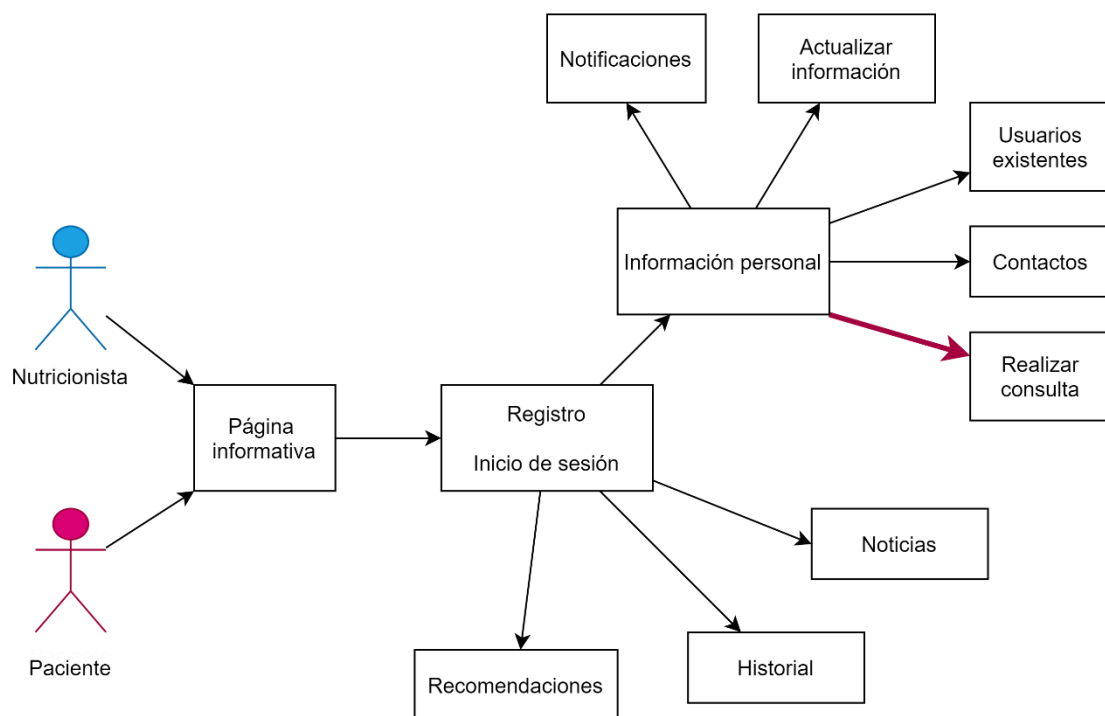 Notificaciones
Actualizar
información
Usuarios
existentes
Información personal
Contactos
Nutricionista
Realizar
consulta
Página
informativa
Registro
Inicio de sesión
Noticias
Paciente
Recomendaciones
Historial